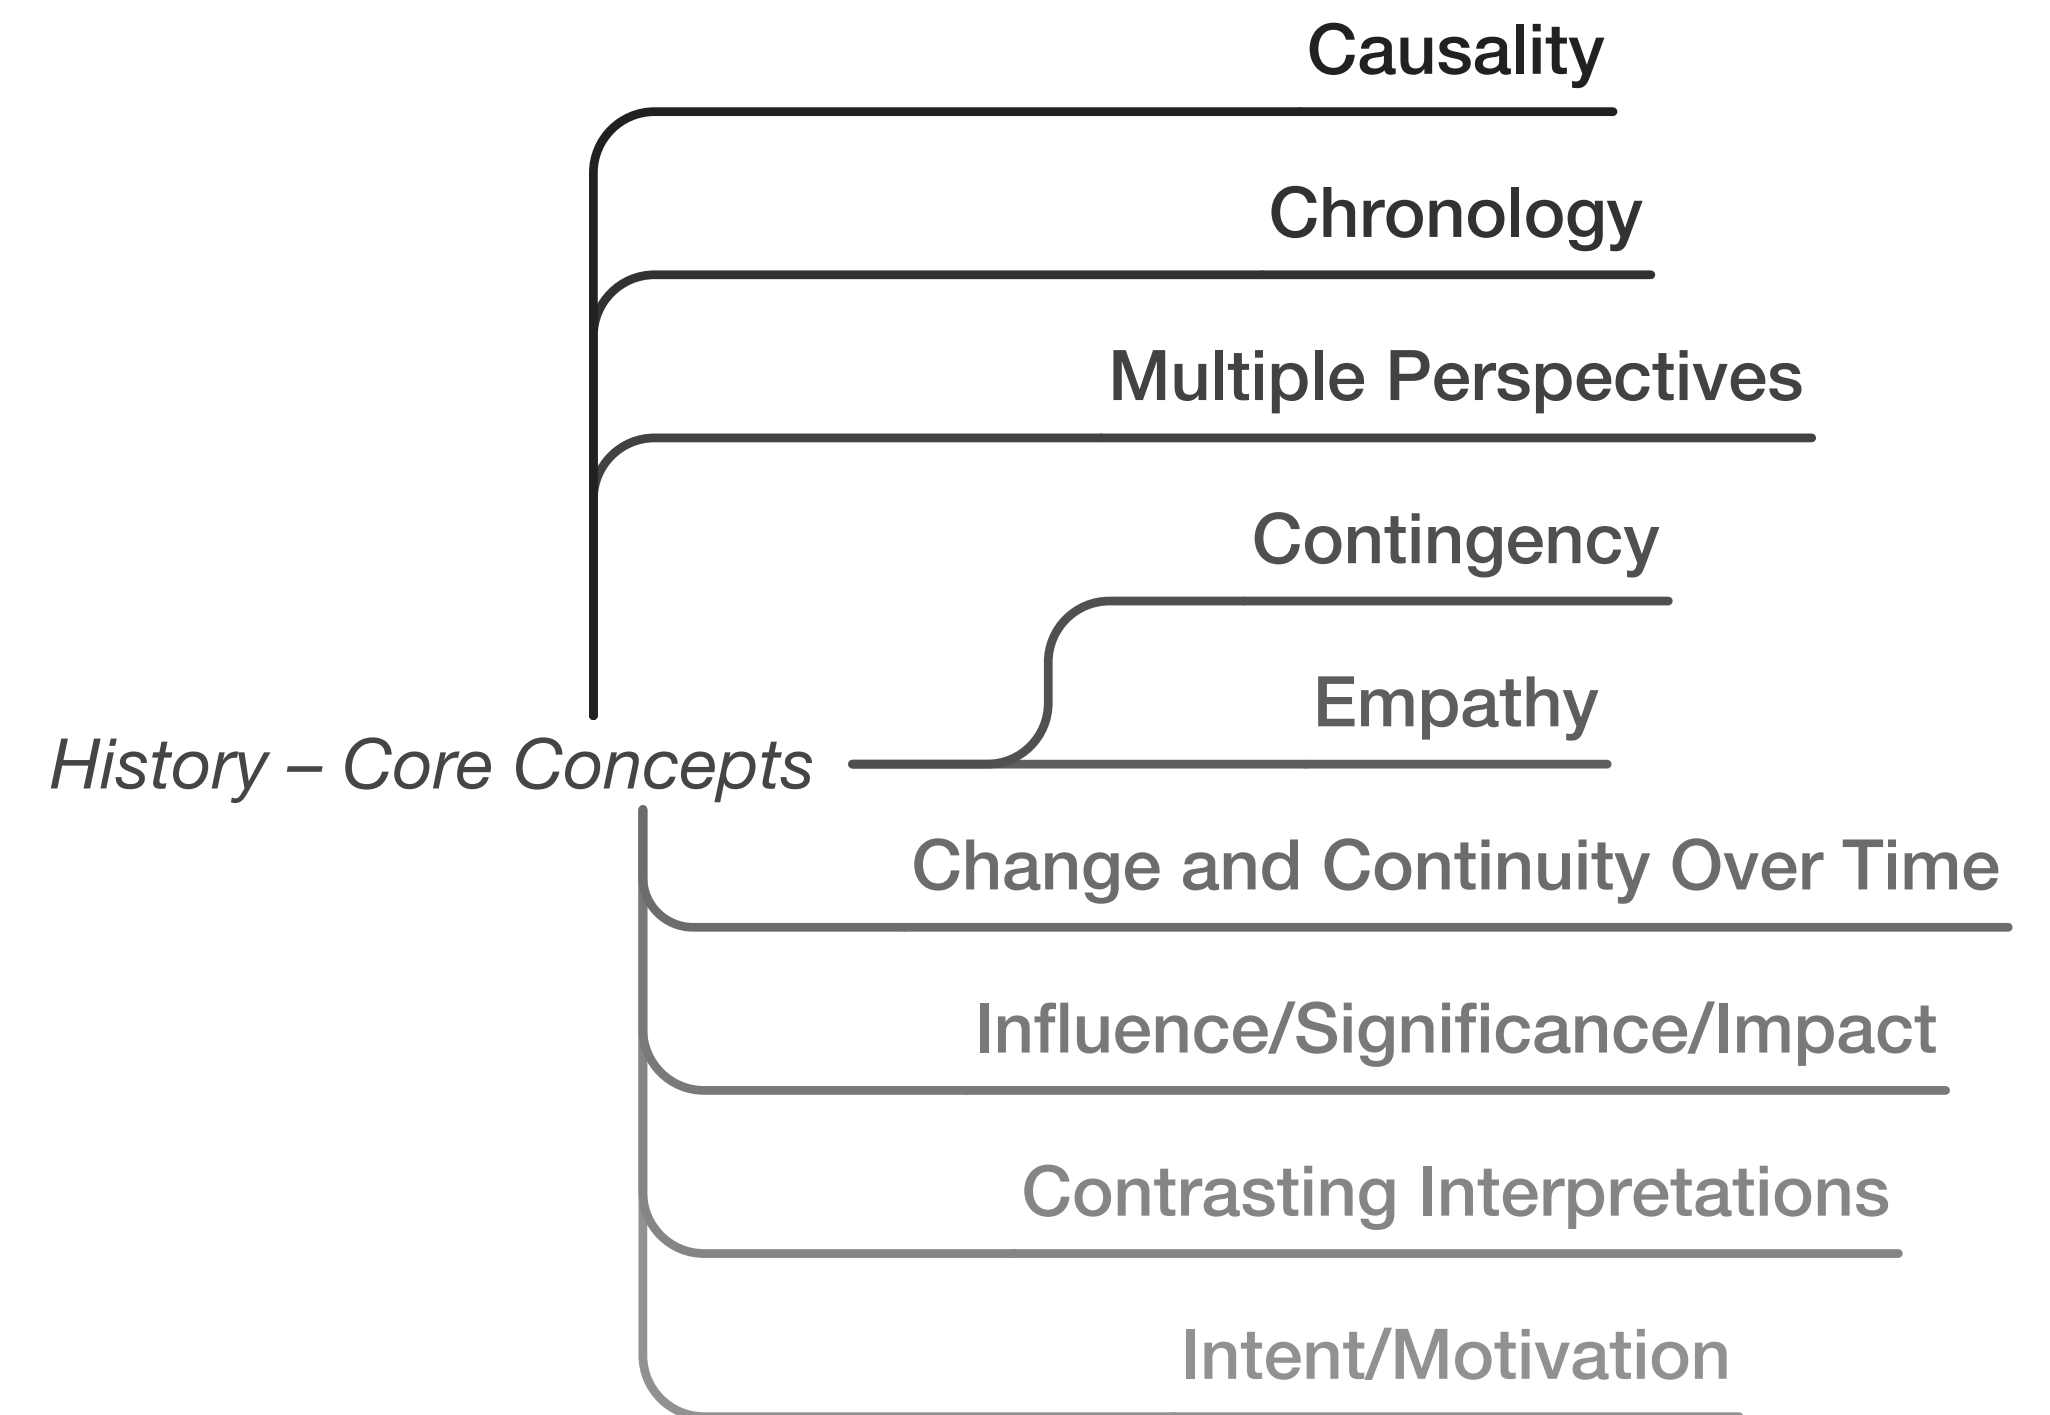 Causality
Chronology
Multiple Perspectives
Contingency
Empathy
History – Core Concepts
Change and Continuity Over Time
Influence/Significance/Impact
Contrasting Interpretations
Intent/Motivation